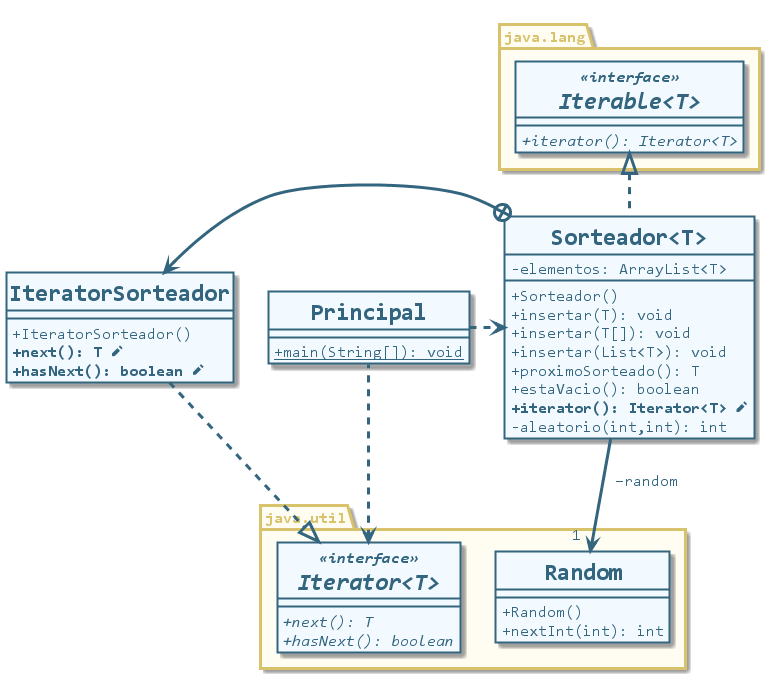 java.lang
«interface»
Iterable<T>
+iterator(): Iterator<T>
Sorteador<T>
-elementos: ArrayList<T>
+Sorteador()
+insertar(T): void
+insertar(T[]): void
+insertar(List<T>): void
+proximoSorteado(): T
+estaVacio(): boolean
+iterator(): Iterator<T>
-aleatorio(int,int): int
IteratorSorteador
+IteratorSorteador()
+next(): T
+hasNext(): boolean
Principal
+main(String[]): void
-random
1
java.util
«interface»
Iterator<T>
+next(): T
+hasNext(): boolean
Random
+Random()
+nextInt(int): int